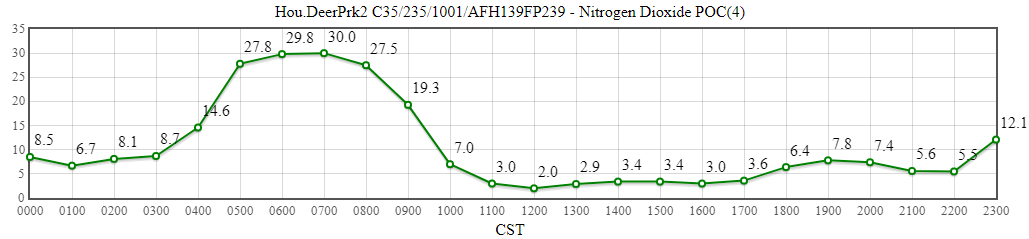 Hou.DeerPrk2 C35/235/1001/AFH139FP239 - Nitrogen Dioxide POC(4)
35
30
25
20
15
10
5
0
8.5 6.7 8.1 8.7 14.6 27.8 29.8 30.0 27.5 19.3 7.0 3.0 2.0 2.9 3.4 3.4 3.0 3.6 6.4 7.8 7.4 5.6 5.5 12.1
0000 0100 0200 0300 0400 0500 0600 0700 0800 0900 1000 1100 1200 1300 1400 1500 1600 1700 1800 1900 2000 2100 2200 2300
CST